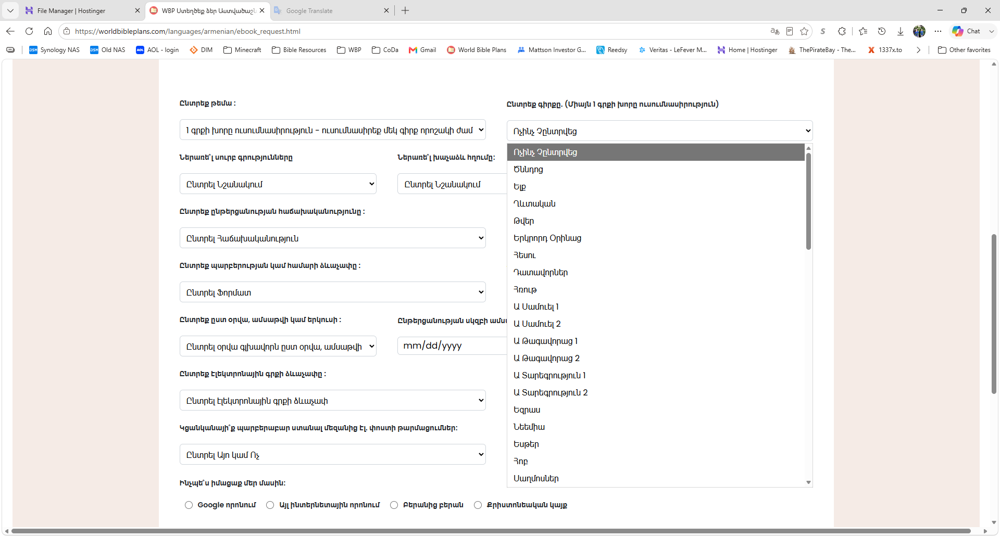 File Manager | Hostinger
WBP Ստեղծեք ձեր Աստվածաշն
Google Translate
https://worldbibleplans.com/languages/armenian/ebook_request.html
Chat
Synology NAS
Old NAS
AOL - login
DIM
Minecraft
Bible Resources
WBP
CoDa
Gmail
World Bible Plans
Mattson Investor G...
Reedsy
Veritas - LeFever M...
Home | Hostinger
ThePirateBay - The...
1337x.to
Other favorites
Ընտրեք թեմա :
Ընտրեք գիրքը. (Միայն 1 գրքի խորը ուսումնասիրություն)
1 գրքի խորը ուսումնասիրություն – ուսումնասիրեք մեկ գիրք որոշակի ժամ
Ոչինչ Չընտրվեց
Ոչինչ Չընտրվեց
Ծննդոց
Ելք
Ղևտական
Թվեր
Երկրորդ Օրինաց
Հեսու
Դատավորներ
Հռութ
Ա Սամուել 1
Ա Սամուել 2
Ա Թագավորաց 1
Ա Թագավորաց 2
Ա Տարեգրություն 1
Ա Տարեգրություն 2
Եզրաս
Նեեմիա
Եսթեր
Հոբ
Սաղմոսներ
Ներառե՞լ սուրբ գրությունները
Ներառե՞լ խաչաձև հղումը:
Ընտրել Նշանակում
Ընտրել Նշանակում
Ընտրեք ընթերցանության հաճախականությունը :
Ընտրել Հաճախականություն
Ընտրեք պարբերության կամ համարի ձևաչափը :
Ընտրել Ֆորմատ
Ընտրեք ըստ օրվա, ամսաթվի կամ երկուսի :
Ընթերցանության սկզբի ամս
Ընտրել օրվա գլխավորն ըստ օրվա, ամսաթվի
mm/dd/yyyy
Ընտրեք էլեկտրոնային գրքի ձևաչափը :
Ընտրել էլեկտրոնային գրքի ձևաչափ
Կցանկանայի՞ք պարբերաբար ստանալ մեզանից էլ. փոստի թարմացումներ:
Ընտրել Այո կամ Ոչ
Ինչպե՞ս իմացաք մեր մասին:
Google որոնում
Այլ ինտերնետային որոնում
Բերանից բերան
Քրիստոնեական կայք